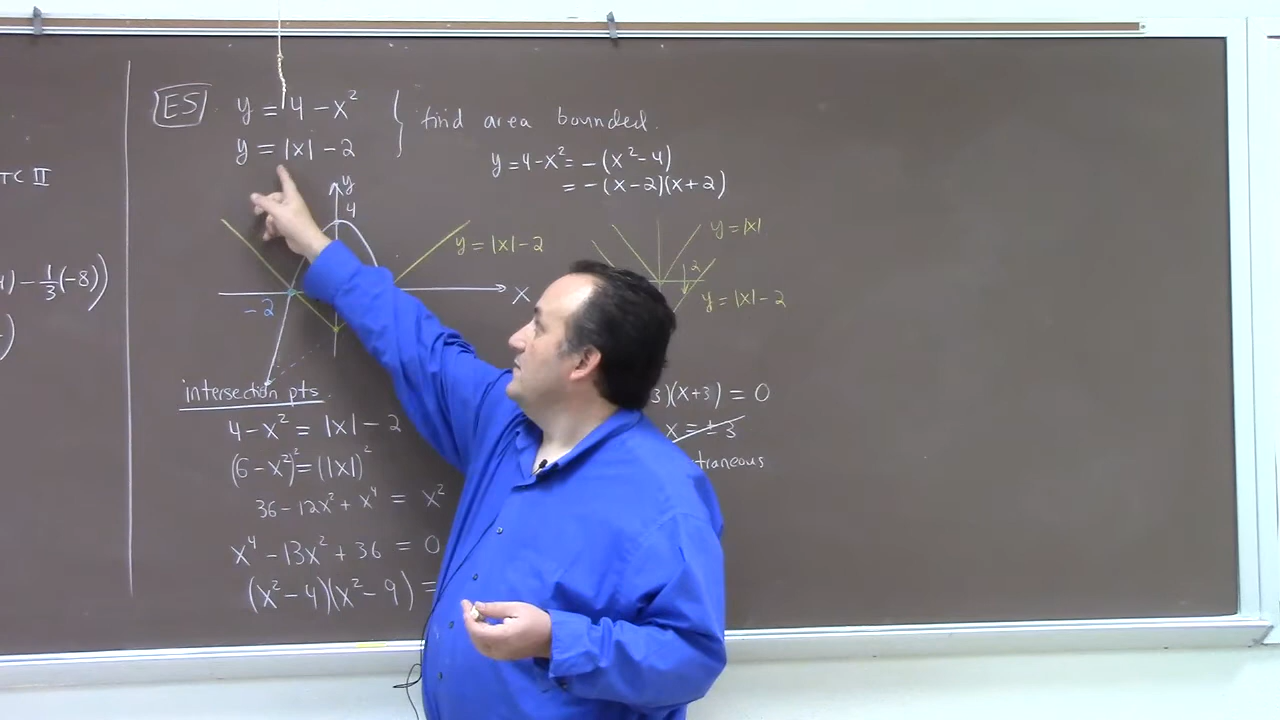 TC II
4) - 1/3(-8))
)
E5
y = 4 - x²
y = |x| - 2
} find area bounded.
y = 4 - x² = -(x² - 4)
= -(x - 2)(x + 2)
y
4
y = |x| - 2
x
-2
y = |x|
2
y = |x| - 2
intersection pts.
4 - x² = |x| - 2
(6 - x²)² = (|x|)²
36 - 12x² + x⁴ = x²
x⁴ - 13x² + 36 = 0
(x² - 4)(x² - 9) =
3)(x + 3) = 0
x = ±3
traneous